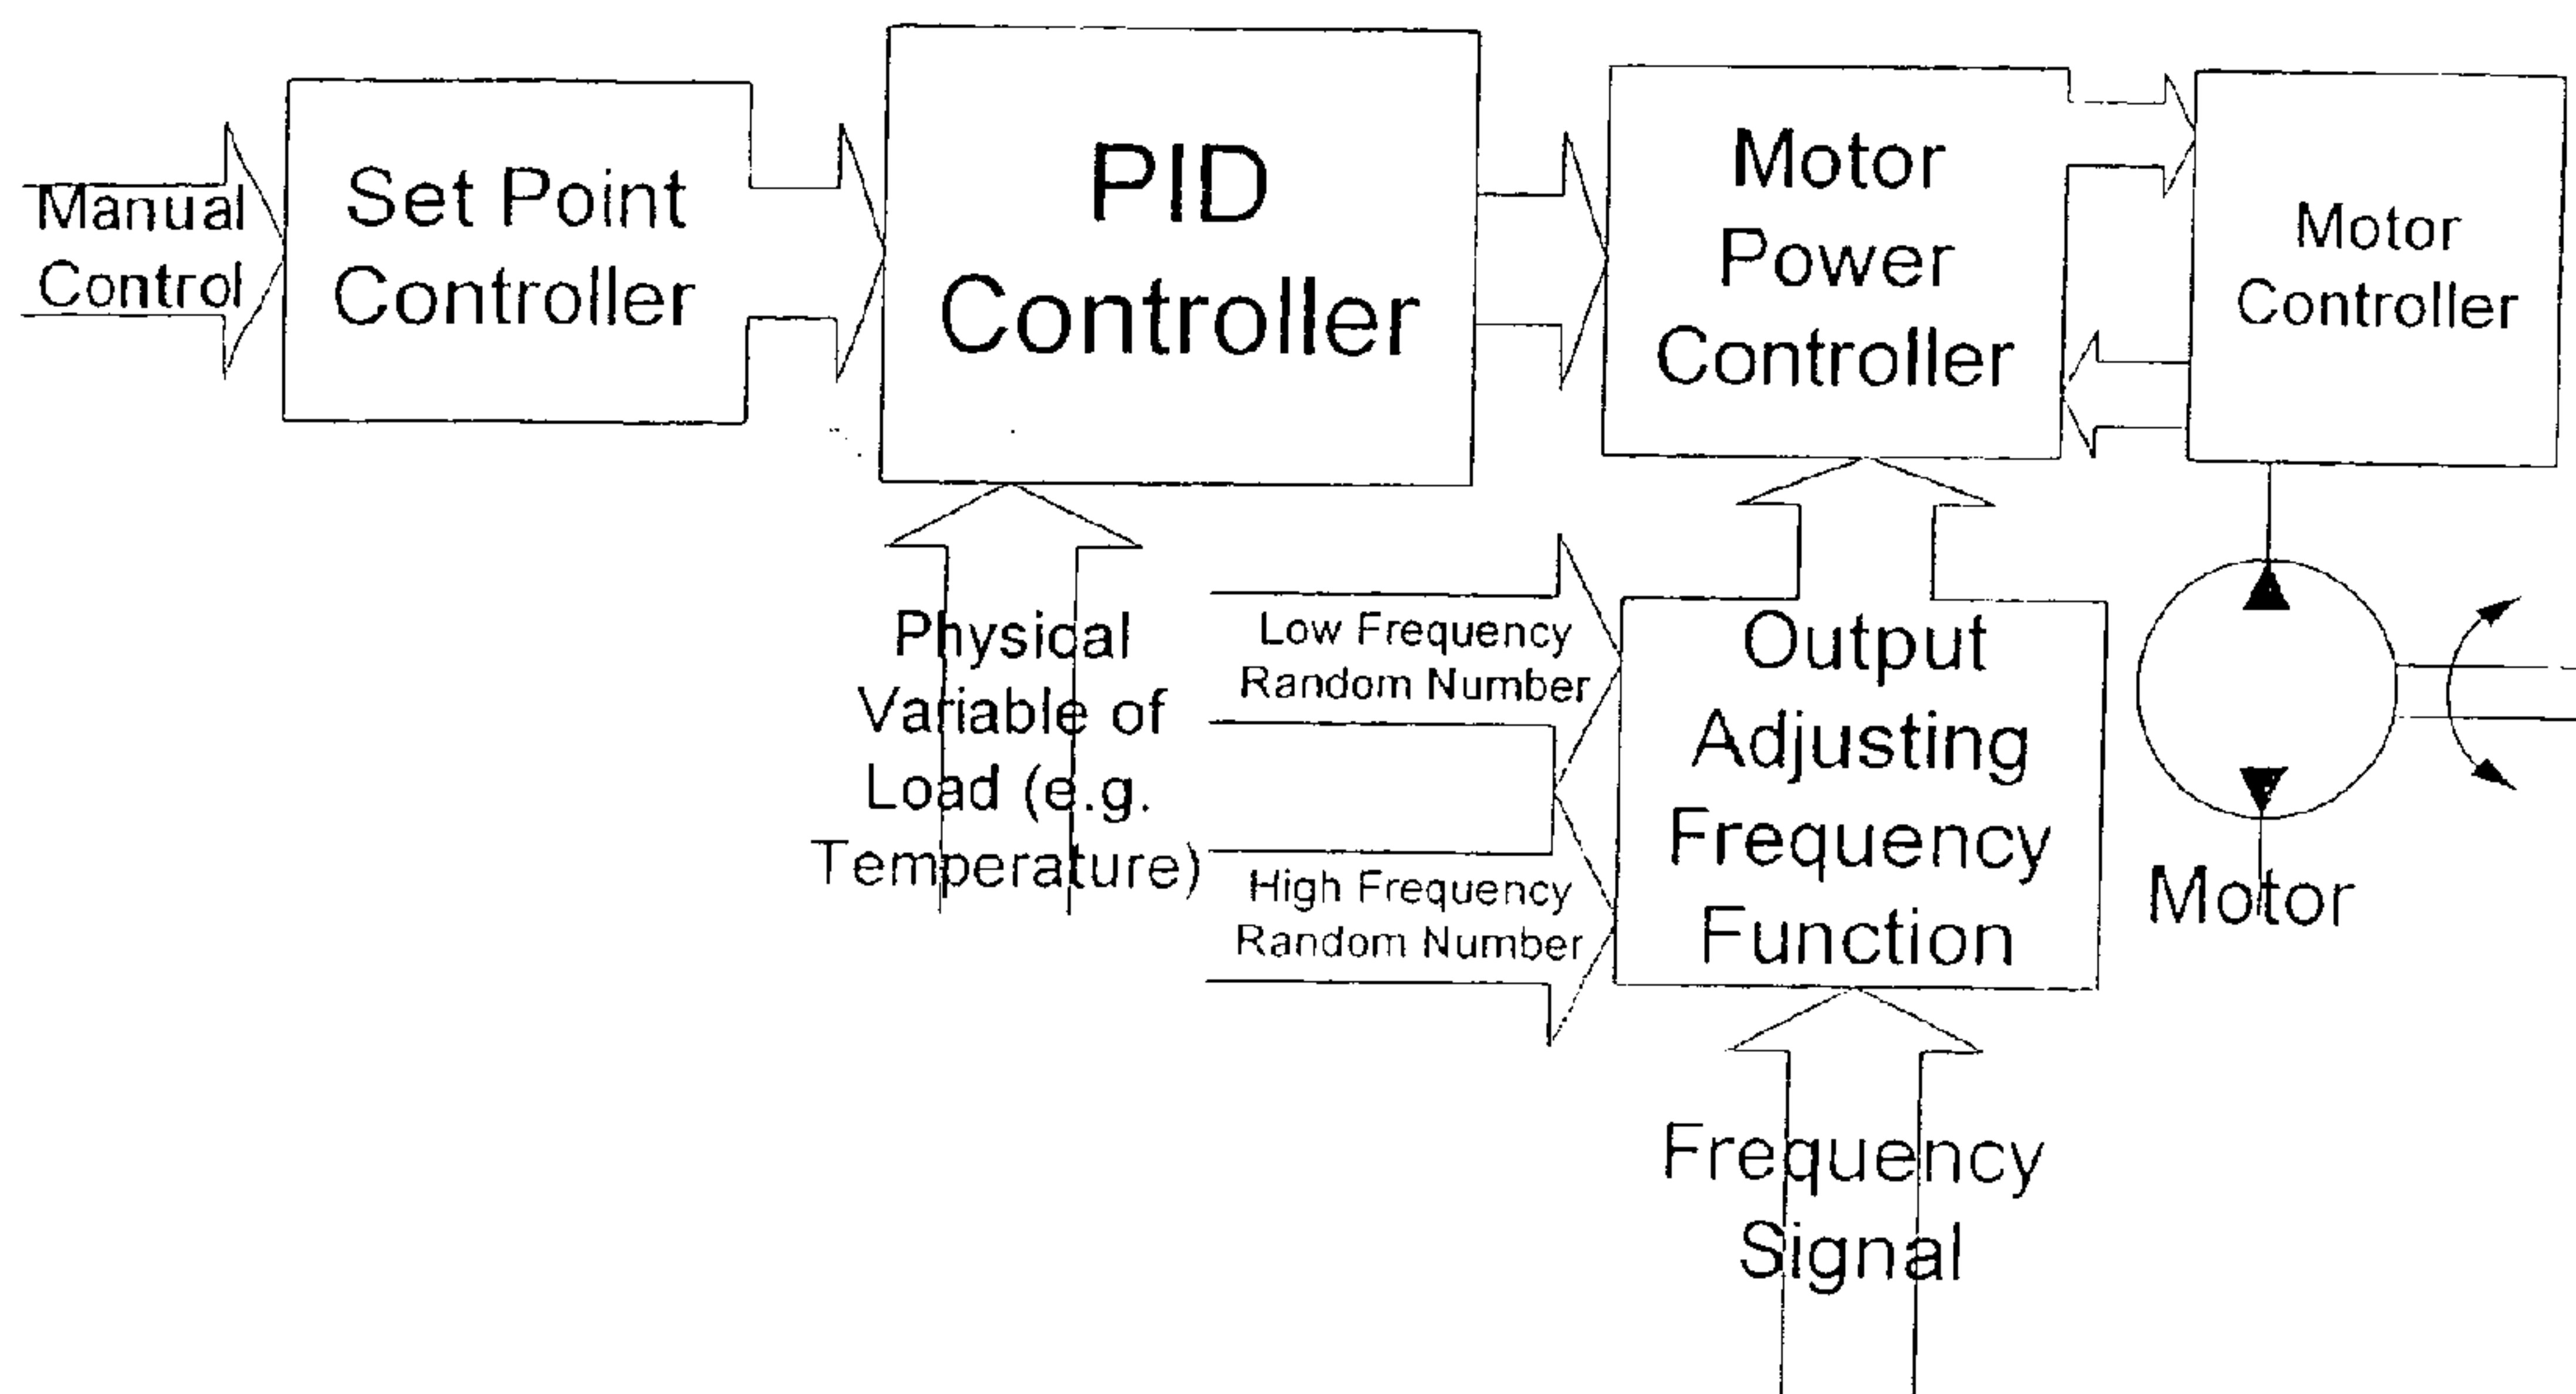 Manual
Control
Set Point
Controller
PID
Controller
Motor
Power
Controller
Motor
Controller
Physical
Variable of
Load (e.g.
Temperature)
Low Frequency
Random Number
High Frequency
Random Number
Output
Adjusting
Frequency
Function
Motor
Frequency
Signal